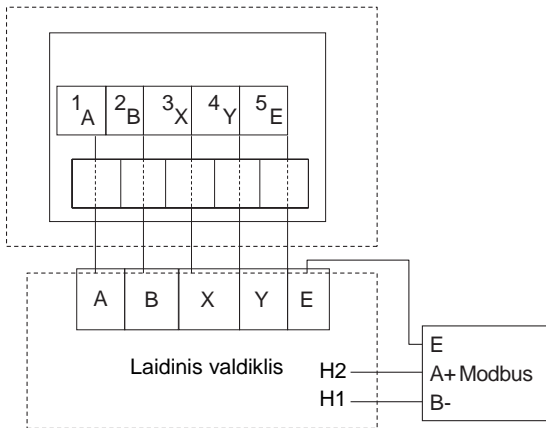 1A 2B 3X 4Y 5E
A B X Y E
Laidinis valdiklis
E
H2 A+ Modbus
H1 B-